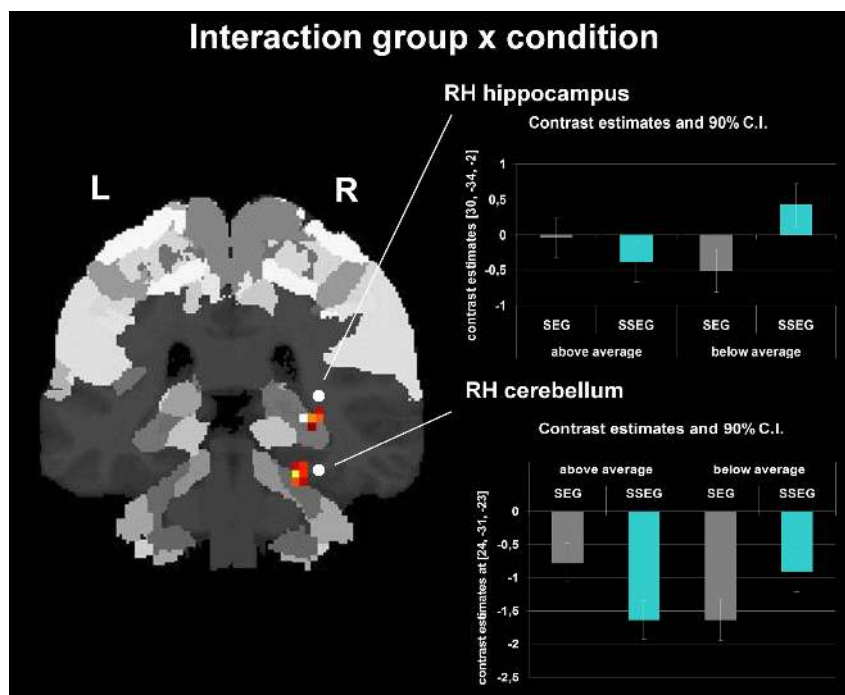 Interaction group x condition
RH hippocampus
Contrast estimates and 90% C.I.
L
R
contrast estimates [30, -34, -2]
1
0,5
0
-0,5
-1
SEG SSEG SEG SSEG
above average below average
RH cerebellum
Contrast estimates and 90% C.I.
above average below average
SEG SSEG SEG SSEG
contrast estimates at [24, -31, -23]
0
-0,5
-1
-1,5
-2
-2,5